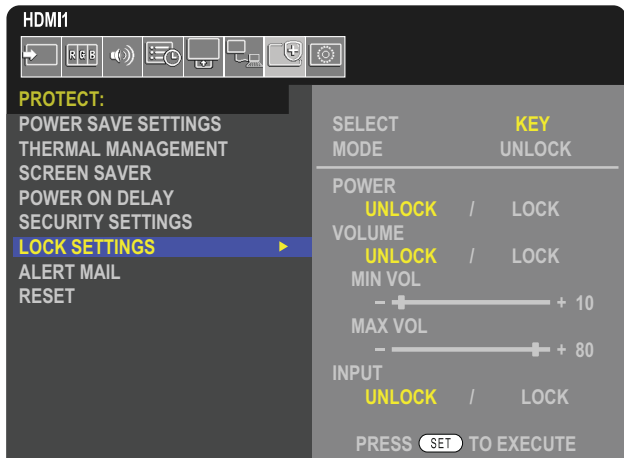 HDMI1
RGB
PROTECT:
POWER SAVE SETTINGS
THERMAL MANAGEMENT
SCREEN SAVER
POWER ON DELAY
SECURITY SETTINGS
LOCK SETTINGS
ALERT MAIL
RESET
SELECT KEY
MODE UNLOCK
POWER
UNLOCK / LOCK
VOLUME
UNLOCK / LOCK
MIN VOL
- + 10
MAX VOL
- + 80
INPUT
UNLOCK / LOCK
PRESS SET TO EXECUTE